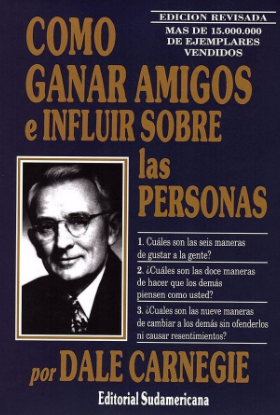 EDICION REVISADA
MAS DE 15.000.000
DE EJEMPLARES
VENDIDOS
COMO
GANAR AMIGOS
e INFLUIR SOBRE
las
PERSONAS
1. Cuáles son las seis maneras
de gustar a la gente?
2. ¿Cuáles son las doce maneras
de hacer que los demás
piensen como usted?
3. ¿Cuales son las nueve maneras
de cambiar a los demás sin ofenderlos
ni causar resentimientos?
por DALE CARNEGIE
Editorial Sudamericana